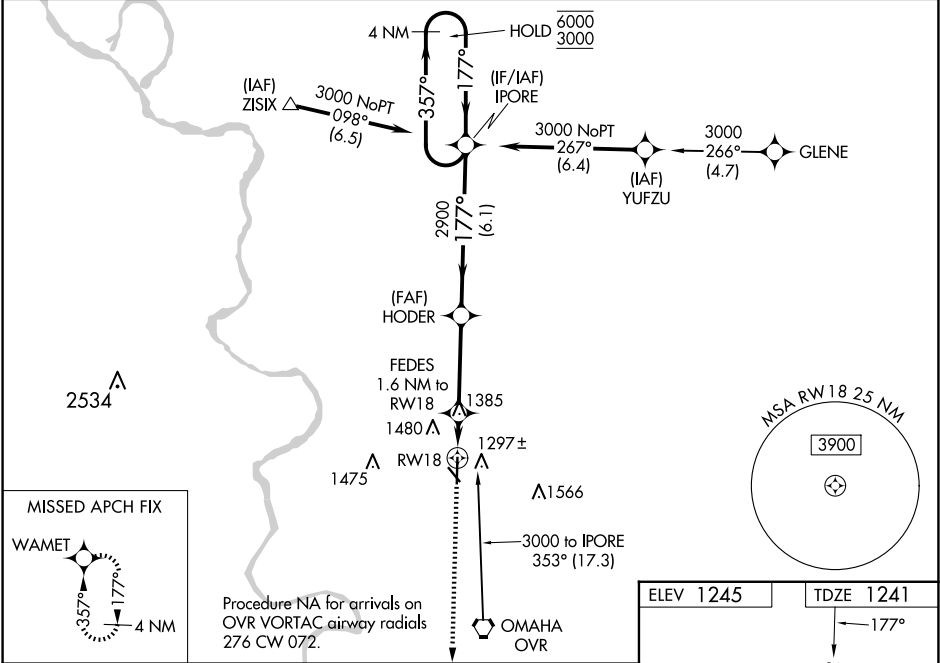 4 NM
HOLD
6000
3000
357°
177°
(IF/IAF)
IPORE
(IAF)
ZISIX
3000 NoPT
098°
(6.5)
3000 NoPT
267°
(6.4)
(IAF)
YUFZU
3000
266°
(4.7)
GLENE
2900
177°
(6.1)
(FAF)
HODER
FEDES
1.6 NM to
RW18
1385
1480
1297±
1475
RW18
1566
2534
MSA RW18 25 NM
3900
MISSED APCH FIX
WAMET
357°
177°
4 NM
3000 to IPORE
353° (17.3)
Procedure NA for arrivals on
OVR VORTAC airway radials
276 CW 072.
OMAHA
OVR
ELEV 1245
TDZE 1241
177°